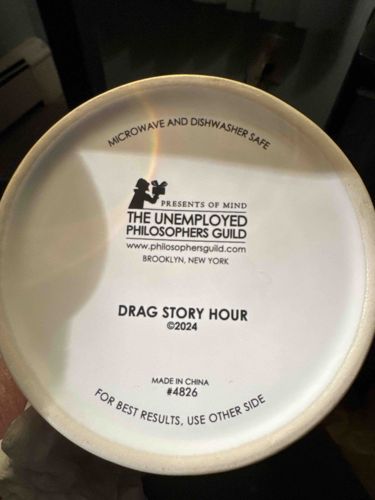 MICROWAVE AND DISHWASHER SAFE
PRESENTS OF MIND
THE UNEMPLOYED
PHILOSOPHERS GUILD
www.philosophersguild.com
BROOKLYN, NEW YORK
DRAG STORY HOUR
©2024
MADE IN CHINA
#4826
FOR BEST RESULTS, USE OTHER SIDE